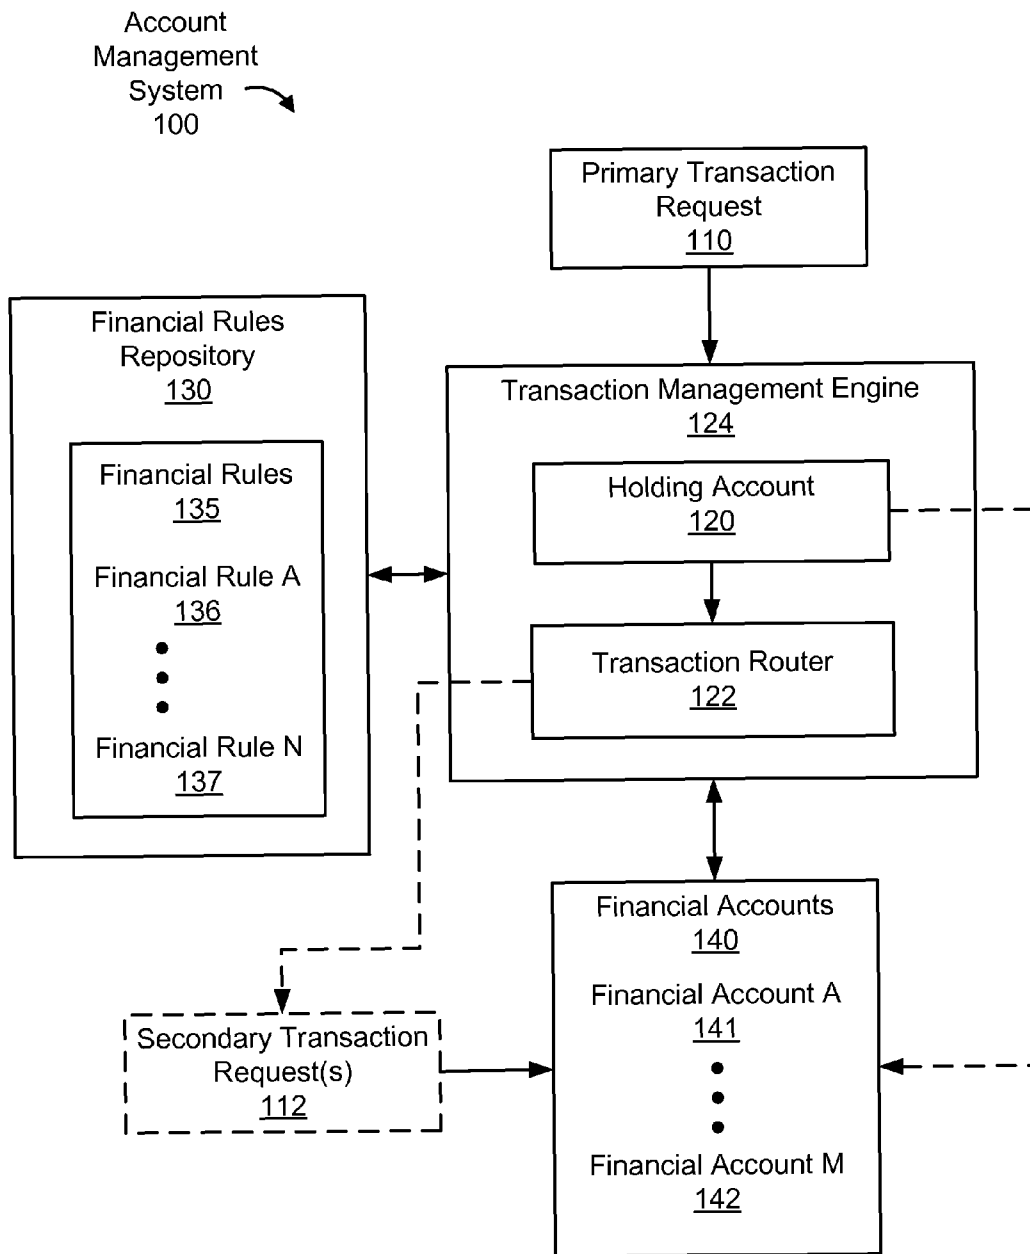 Account
Management
System
100
Primary Transaction
Request
110
Financial Rules
Repository
130
Financial Rules
135
Financial Rule A
136
Financial Rule N
137
Transaction Management Engine
124
Holding Account
120
Transaction Router
122
Secondary Transaction
Request(s)
112
Financial Accounts
140
Financial Account A
141
Financial Account M
142